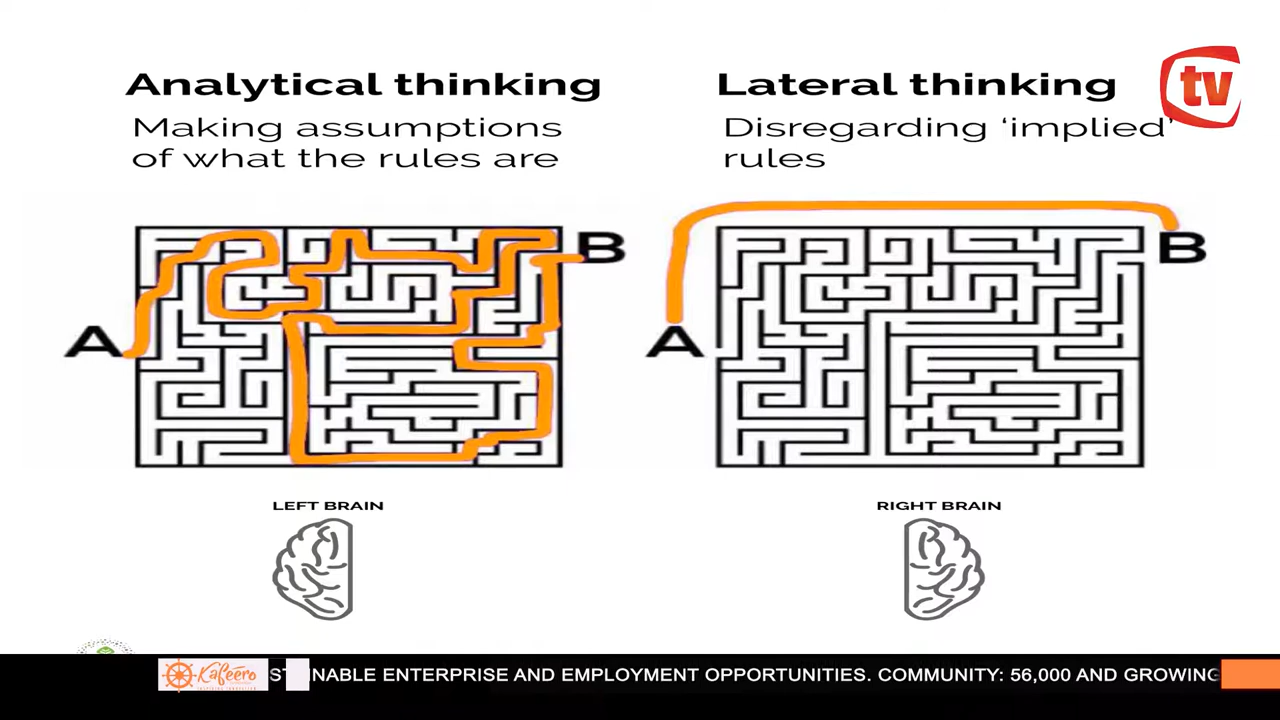 Analytical thinking
Making assumptions
of what the rules are
Lateral thinking
Disregarding ‘implied’
rules
tv
A
B
A
B
LEFT BRAIN
RIGHT BRAIN
Kafeero
NABLE ENTERPRISE AND EMPLOYMENT OPPORTUNITIES. COMMUNITY: 56,000 AND GROWING